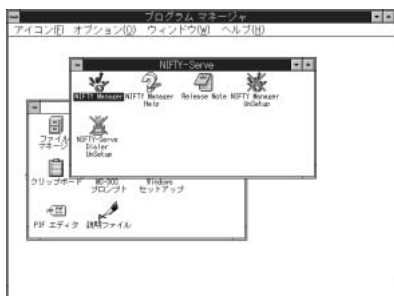 プログラム マネージャ
アイコン(F) オプション(O) ウィンドウ(W) ヘルプ(H)
NIFTY-Serve
NIFTY Manager
NIFTY Manager
Help
Release Note
NIFTY Manager
UnSetup
NIFTY-Serve
Dialer
UnSetup
ファイル
マネージ
クリップボード
MS-DOS
プロンプト
Windows
セットアップ
PIF エディタ
説明ファイル